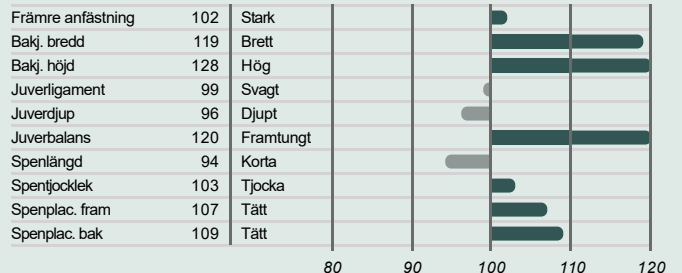 Främre anfästning 102 Stark
Bakj. bredd 119 Brett
Bakj. höjd 128 Hög
Juverligament 99 Svagt
Juverdjup 96 Djupt
Juverbalans 120 Framtungt
Spenlängd 94 Korta
Spentjocklek 103 Tjocka
Spenplac. fram 107 Tätt
Spenplac. bak 109 Tätt
80 90 100 110 120